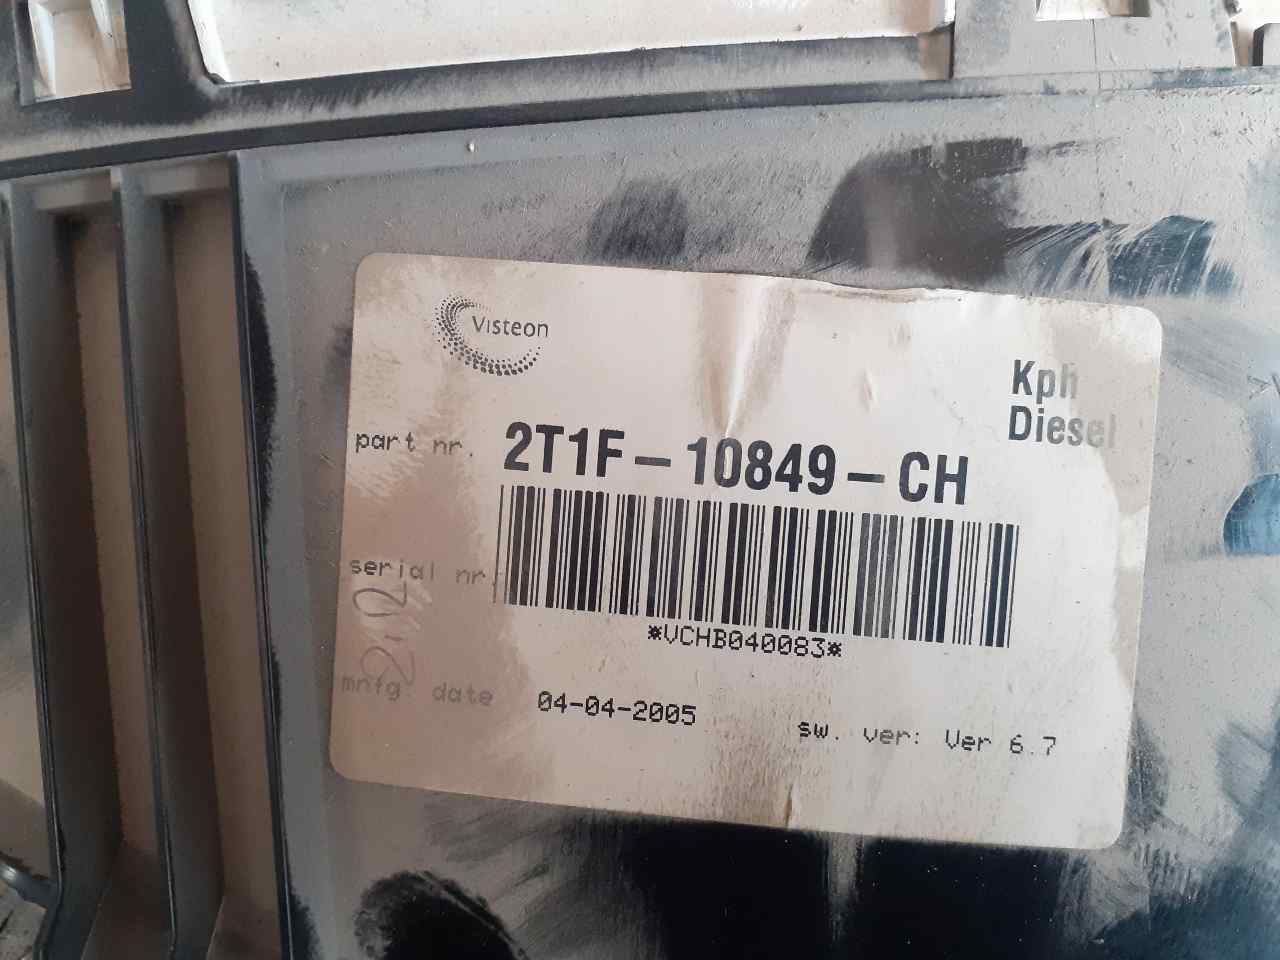 Visteon
Kph
Diesel
part nr. 2T1F-10849-CH
serial nr.
*VCHB040083*
mnfg. date 04-04-2005 sw. ver: Ver 6.7